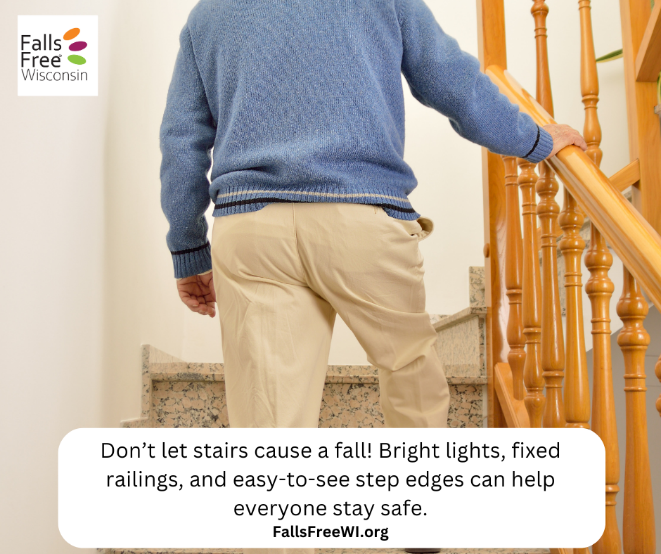 Falls
Free
Wisconsin
Don’t let stairs cause a fall! Bright lights, fixed
railings, and easy-to-see step edges can help
everyone stay safe.
FallsFreeWI.org